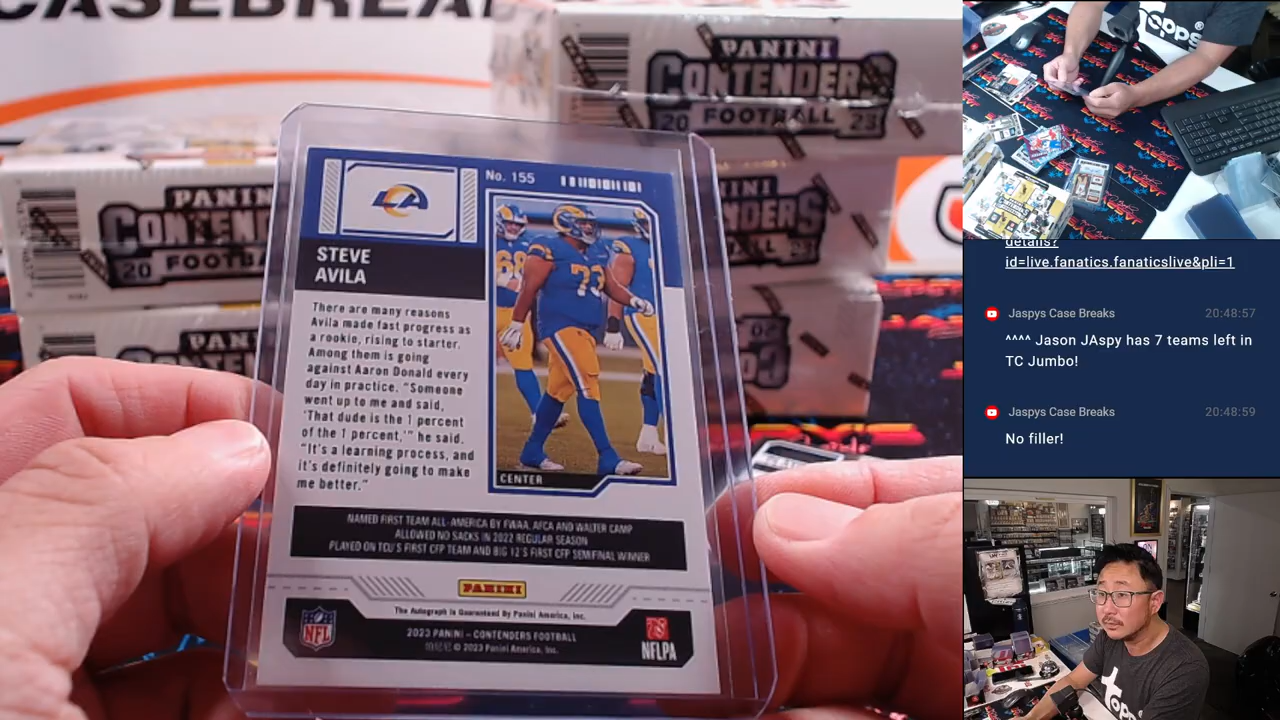 CASEBREA
PANINI
CONTENDERS
20 FOOTBALL 23
PANINI
CONTENDERS
20 FOOTBA
No. 155
STEVE
AVILA
There are many reasons
Avila made fast progress as
a rookie, rising to starter.
Among them is going
against Aaron Donald every
day in practice. "Someone
went up to me and said,
'That dude is the 1 percent
of the 1 percent,'" he said.
"It's a learning process, and
it's definitely going to make
me better."
68
73
CENTER
NAMED FIRST TEAM ALL-AMERICA BY FWAA, AFCA AND WALTER CAMP
ALLOWED NO SACKS IN 2022 REGULAR SEASON
PLAYED ON TCU'S FIRST CFP TEAM AND BIG 12'S FIRST CFP SEMIFINAL WINNER
PANINI
The Autograph is Guaranteed By Panini America, Inc.
NFL
2023 PANINI – CONTENDERS FOOTBALL
© 2023 Panini America, Inc.
NFLPA
topps®
details?
id=live.fanatics.fanaticslive&pli=1
Jaspys Case Breaks 20:48:57
^^^^ Jason JAspy has 7 teams left in
TC Jumbo!
Jaspys Case Breaks 20:48:59
No filler!
topps